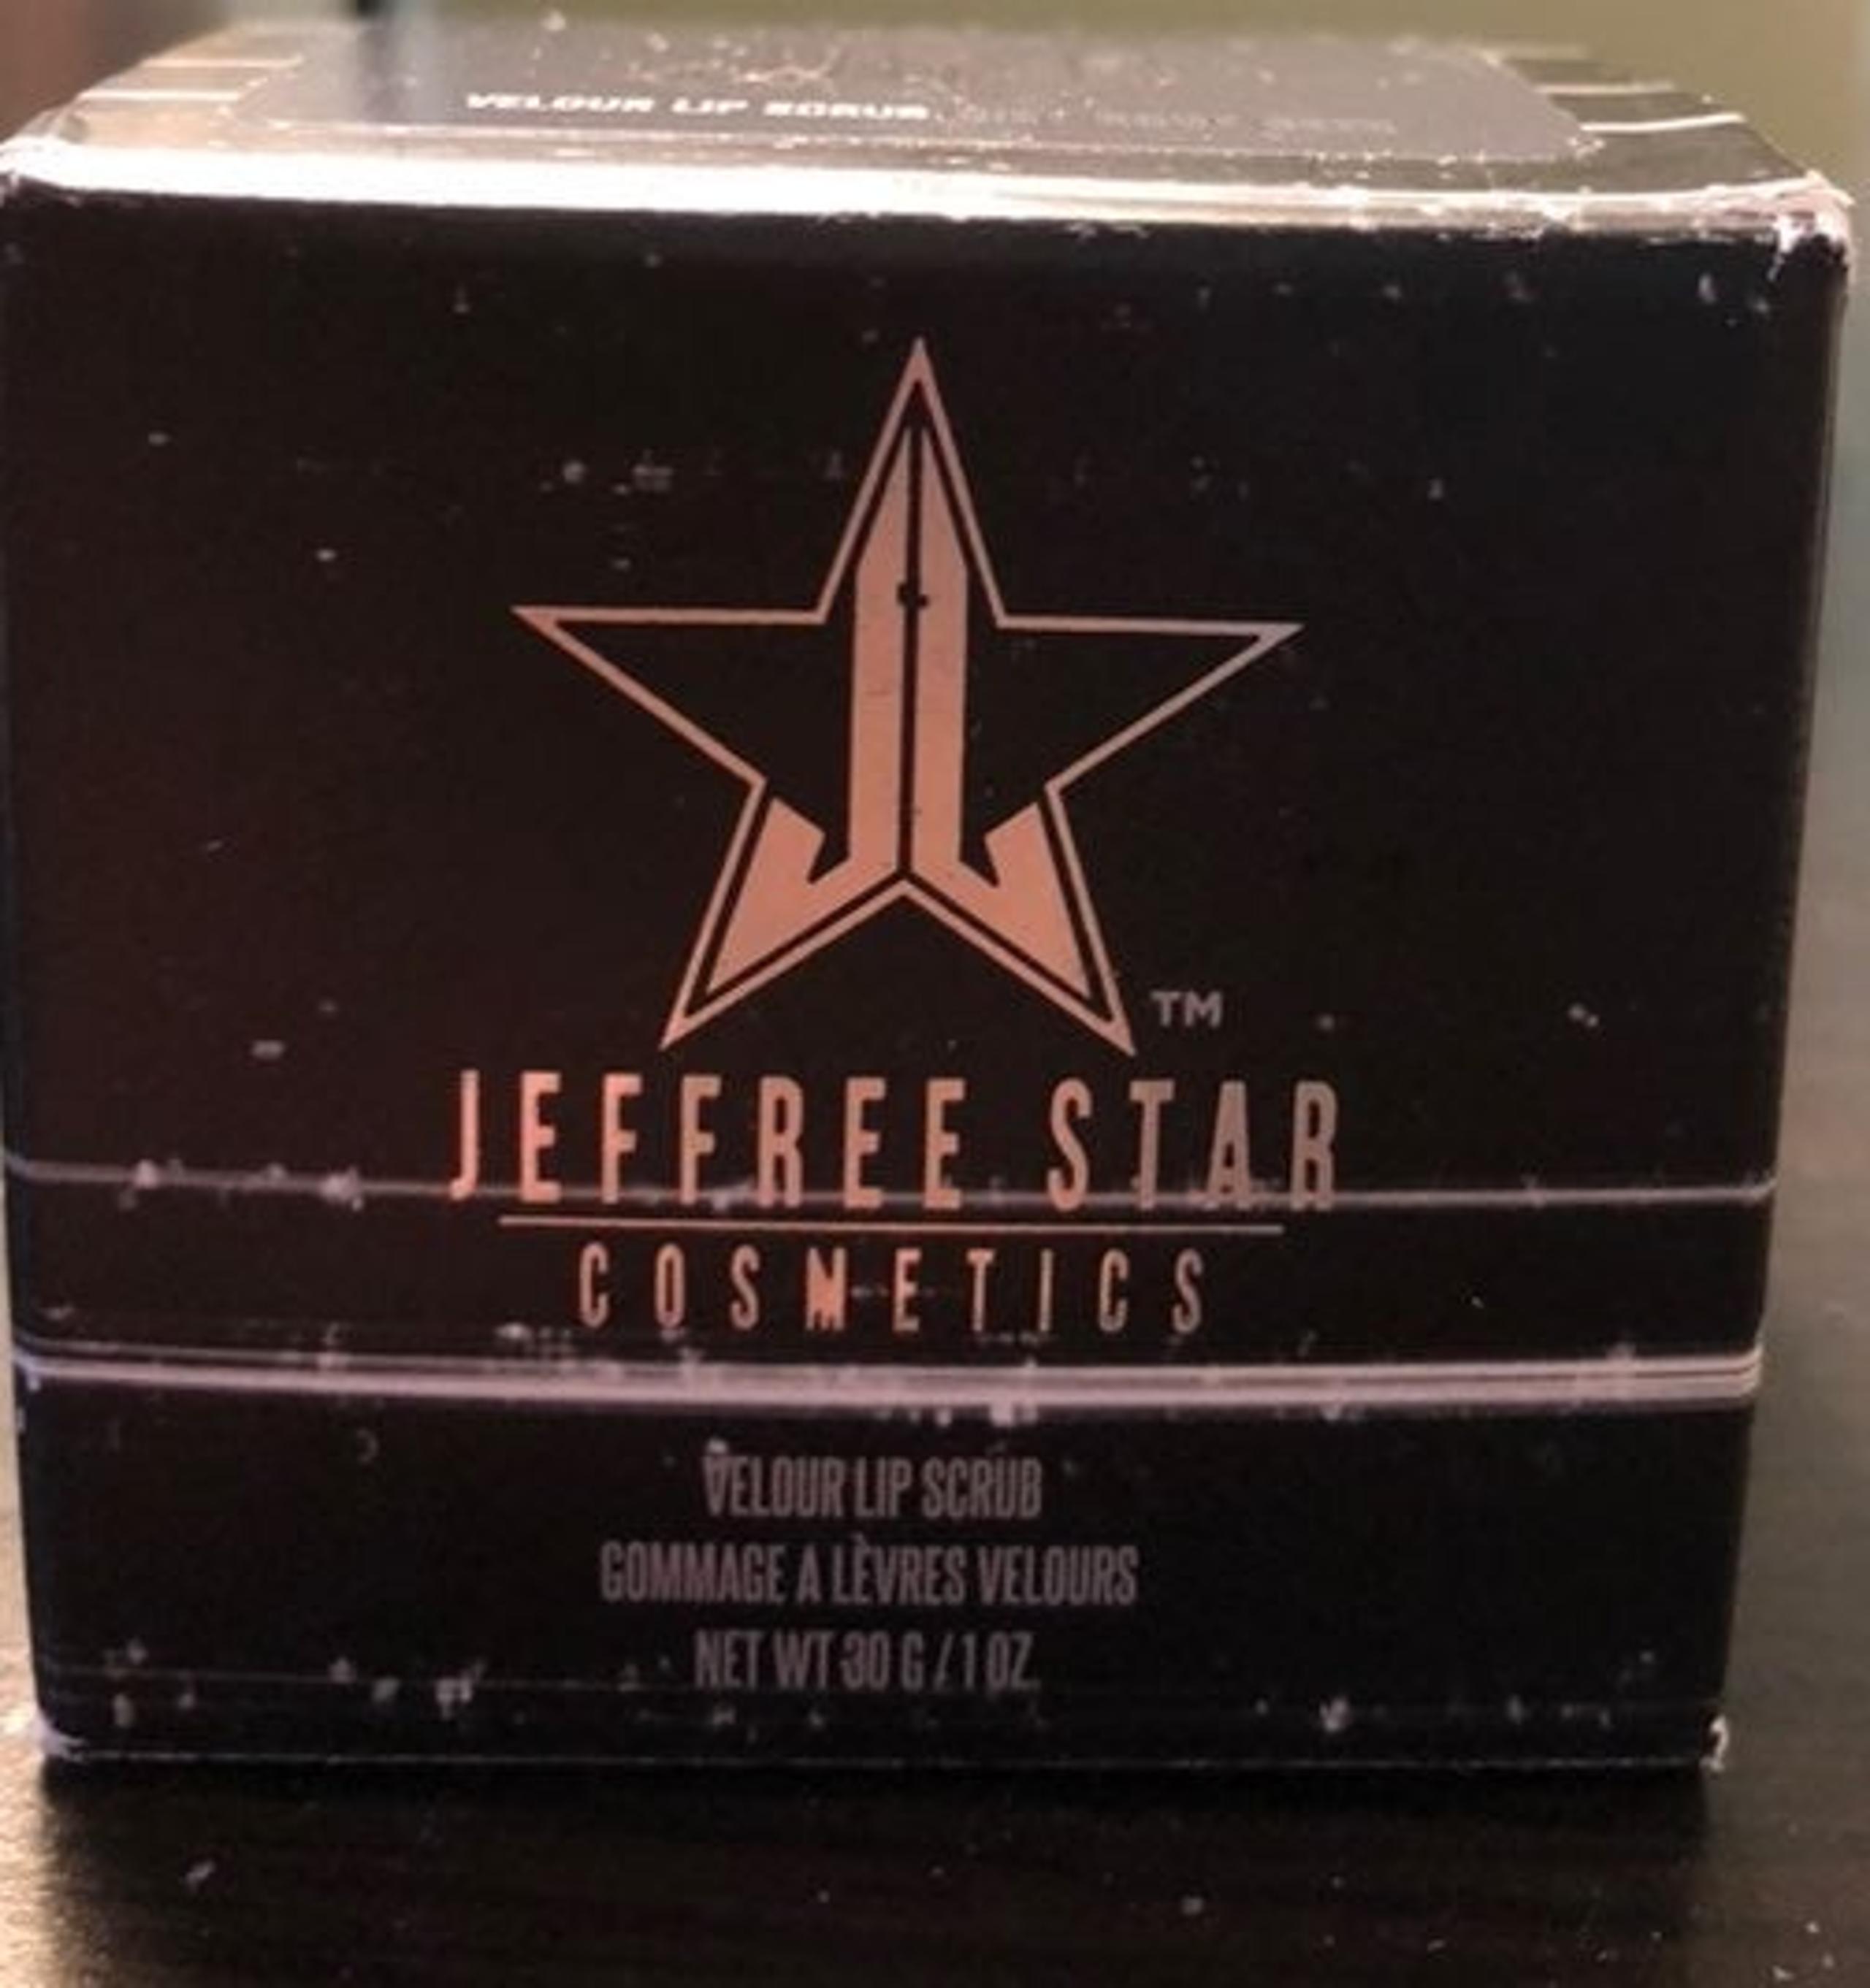 VELOUR LIP SCRUB
TM
JEFFREE STAR
COSMETICS
VELOUR LIP SCRUB
GOMMAGE A LÈVRES VELOURS
NET WT 30 G / 1 OZ.